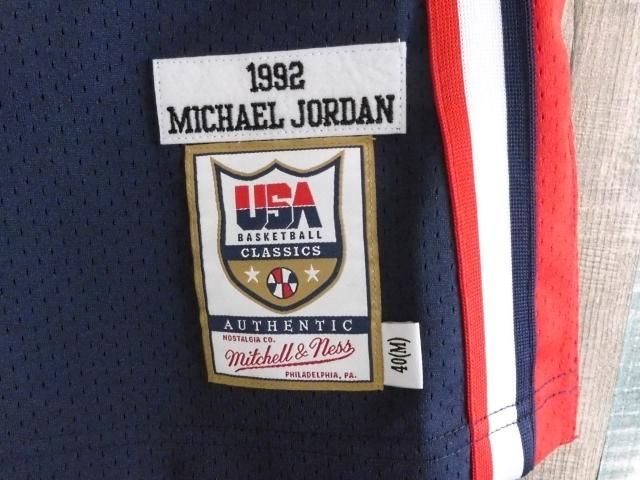 1992
MICHAEL JORDAN
USA
BASKETBALL
CLASSICS
AUTHENTIC
NOSTALGIA CO.
Mitchell & Ness
PHILADELPHIA, PA.
40(M)